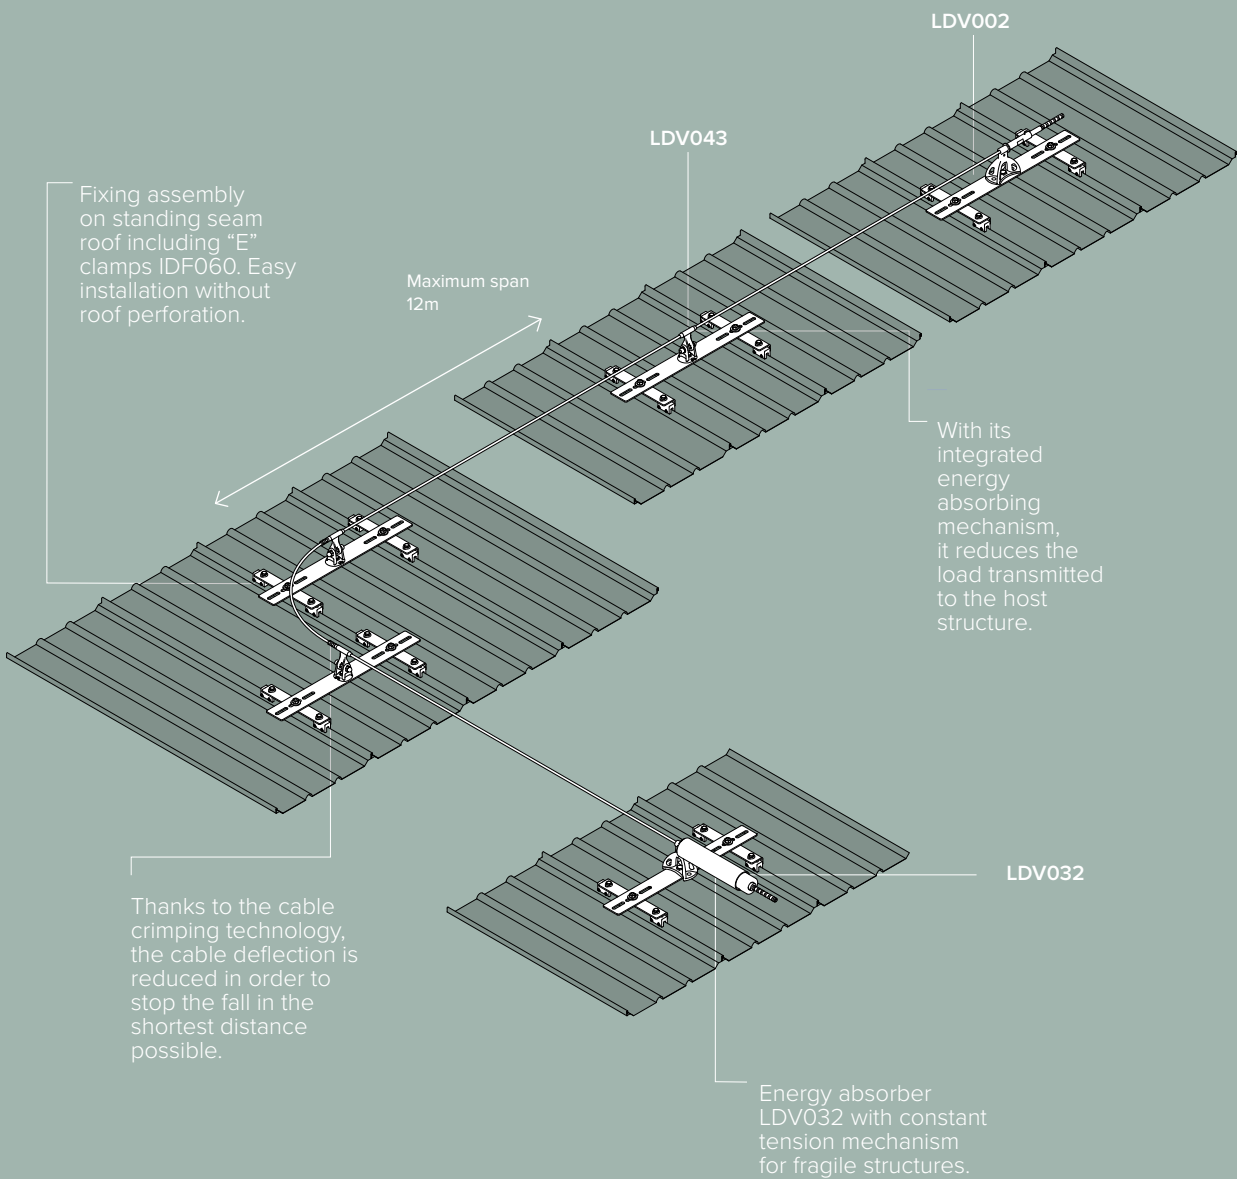 LDV002
LDV043
Fixing assembly
on standing seam
roof including “E”
clamps IDF060. Easy
installation without
roof perforation.
Maximum span
12m
With its
integrated
energy
absorbing
mechanism,
it reduces the
load transmitted
to the host
structure.
LDV032
Thanks to the cable
crimping technology,
the cable deflection is
reduced in order to
stop the fall in the
shortest distance
possible.
Energy absorber
LDV032 with constant
tension mechanism
for fragile structures.